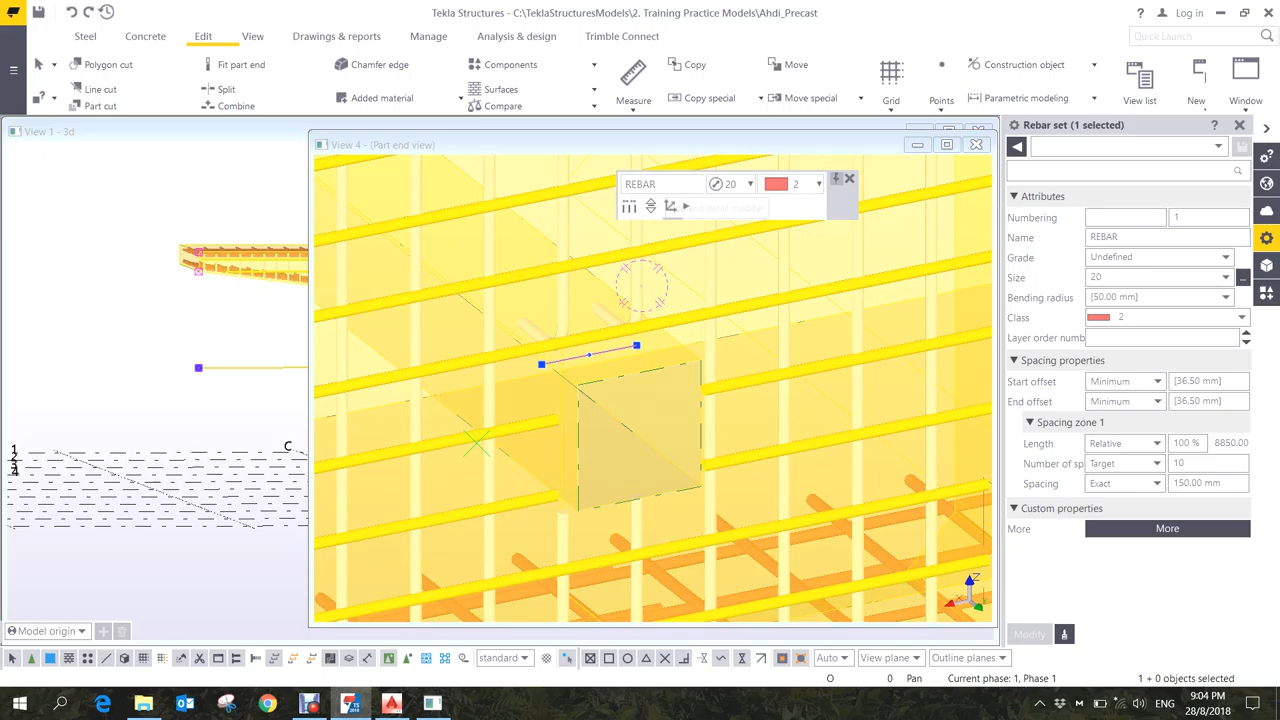 Tekla Structures - C:\TeklaStructuresModels\2. Training Practice Models\Ahdi_Precast
? Log in
Steel Concrete Edit View Drawings & reports Manage Analysis & design Trimble Connect
Quick Launch
Polygon cut Fit part end Chamfer edge Components Copy Move Construction object
Line cut Split Surfaces
Added material Measure Copy special Move special Grid Points Parametric modeling View list New Window
Part cut Combine Compare
View 1 - 3d
View 4 - (Part end view)
REBAR 20 2
end detail modifier
C
1
2
4
Z
x
Model origin
Rebar set (1 selected) ?
Attributes
Numbering 1
Name REBAR
Grade Undefined
Size 20 ...
Bending radius [50.00 mm]
Class 2
Layer order numb
Spacing properties
Start offset Minimum [36.50 mm]
End offset Minimum [36.50 mm]
Spacing zone 1
Length Relative 100 % 8850.00
Number of sp Target 10
Spacing Exact 150.00 mm
Custom properties
More More
Modify
standard Auto View plane Outline planes
O 0 Pan Current phase: 1, Phase 1 1 + 0 objects selected
ENG 9:04 PM
28/8/2018